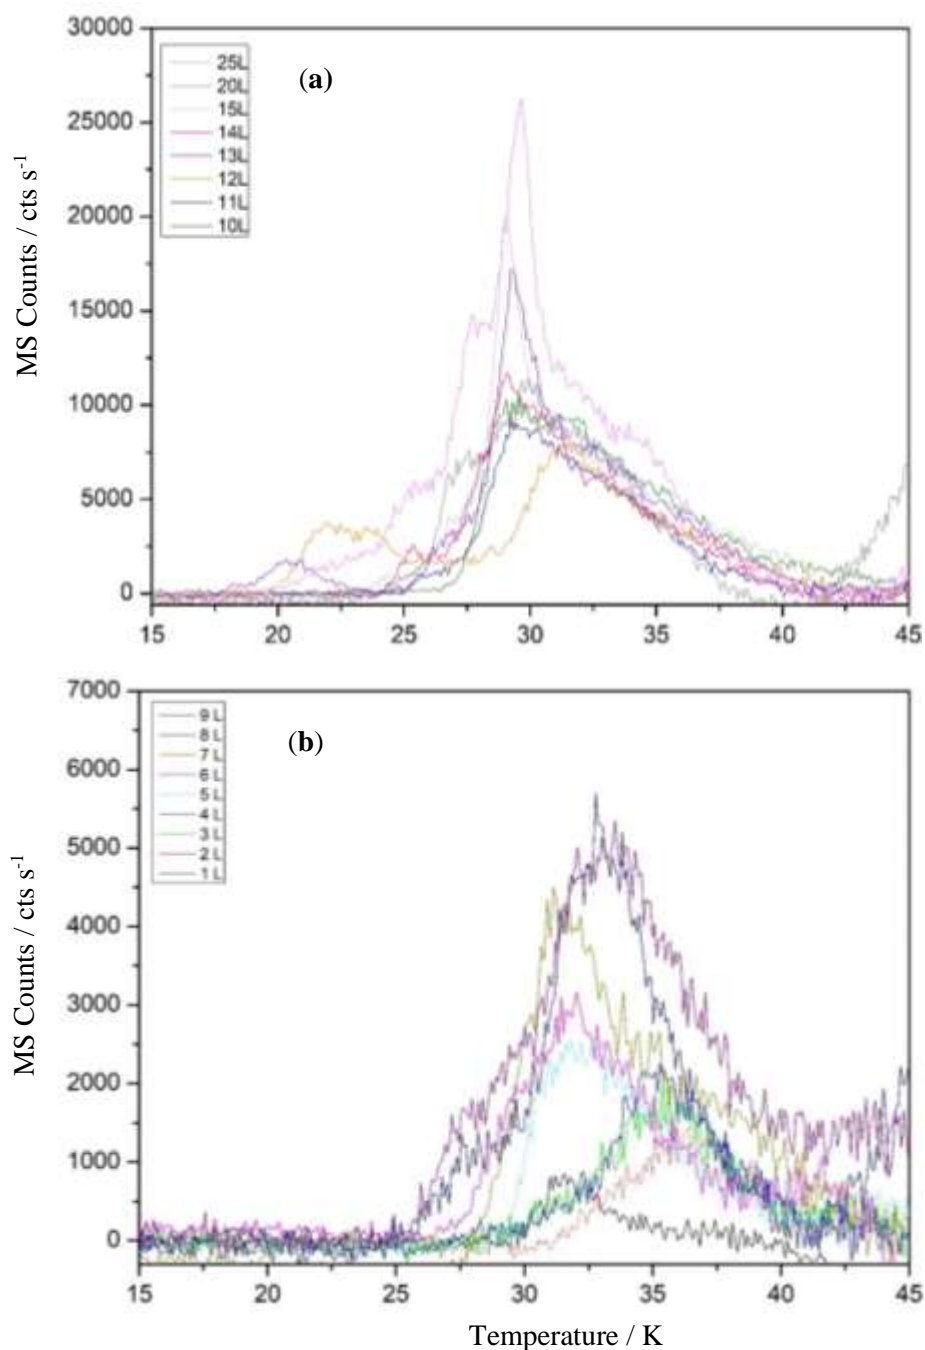 30000
25000
20000
15000
10000
5000
0
MS Counts / cts s-1
25L
20L
15L
14L
13L
12L
11L
10L
(a)
15 20 25 30 35 40 45
7000
6000
5000
4000
3000
2000
1000
0
MS Counts / cts s-1
9 L
8 L
7 L
6 L
5 L
4 L
3 L
2 L
1 L
(b)
15 20 25 30 35 40 45
Temperature / K